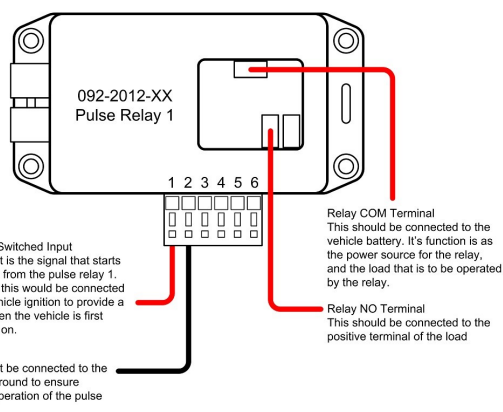 092-2012-XX
Pulse Relay 1
1 2 3 4 5 6
Switched Input
t is the signal that starts
from the pulse relay 1.
this would be connected
hicle ignition to provide a
en the vehicle is first
on.
t be connected to the
round to ensure
peration of the pulse
Relay COM Terminal
This should be connected to the
vehicle battery. It's function is as
the power source for the relay,
and the load that is to be operated
by the relay.
Relay NO Terminal
This should be connected to the
positive terminal of the load